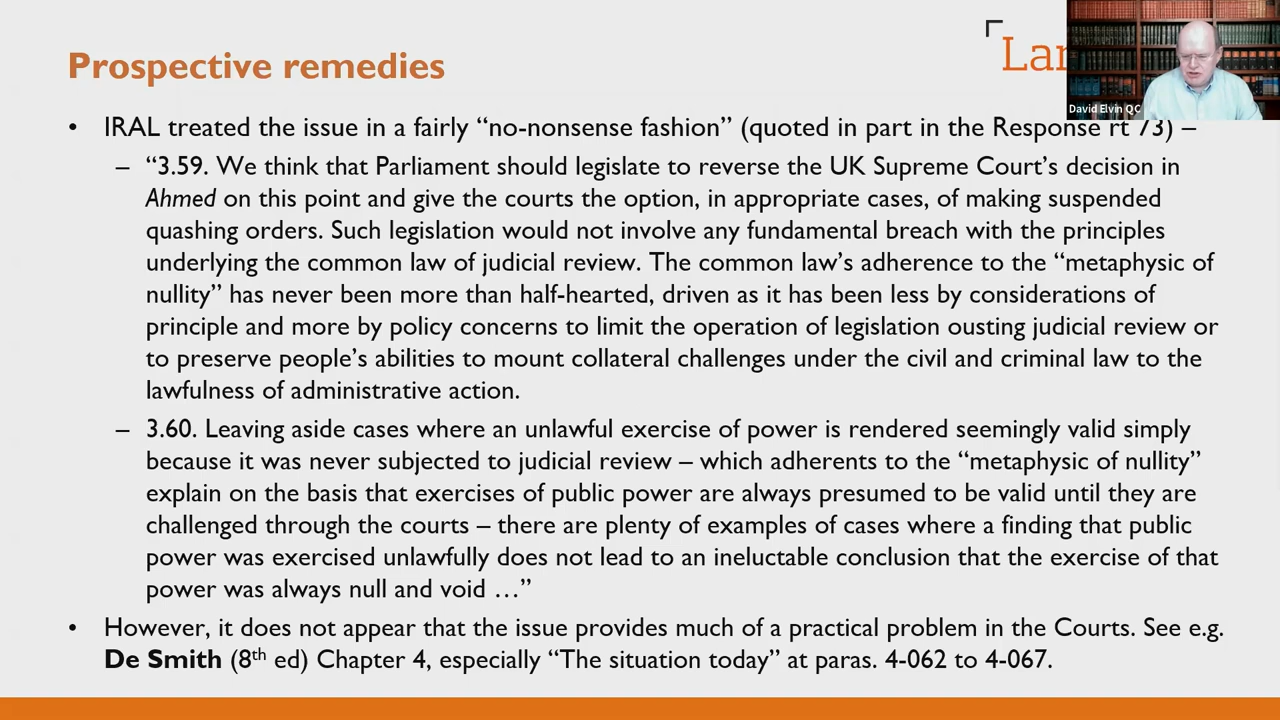 Prospective remedies
Lan
David Elvin QC
• IRAL treated the issue in a fairly “no-nonsense fashion” (quoted in part in the Response rt 73) –
– “3.59. We think that Parliament should legislate to reverse the UK Supreme Court’s decision in
Ahmed on this point and give the courts the option, in appropriate cases, of making suspended
quashing orders. Such legislation would not involve any fundamental breach with the principles
underlying the common law of judicial review. The common law’s adherence to the “metaphysic of
nullity” has never been more than half-hearted, driven as it has been less by considerations of
principle and more by policy concerns to limit the operation of legislation ousting judicial review or
to preserve people’s abilities to mount collateral challenges under the civil and criminal law to the
lawfulness of administrative action.
– 3.60. Leaving aside cases where an unlawful exercise of power is rendered seemingly valid simply
because it was never subjected to judicial review – which adherents to the “metaphysic of nullity”
explain on the basis that exercises of public power are always presumed to be valid until they are
challenged through the courts – there are plenty of examples of cases where a finding that public
power was exercised unlawfully does not lead to an ineluctable conclusion that the exercise of that
power was always null and void …”
• However, it does not appear that the issue provides much of a practical problem in the Courts. See e.g.
De Smith (8th ed) Chapter 4, especially “The situation today” at paras. 4-062 to 4-067.